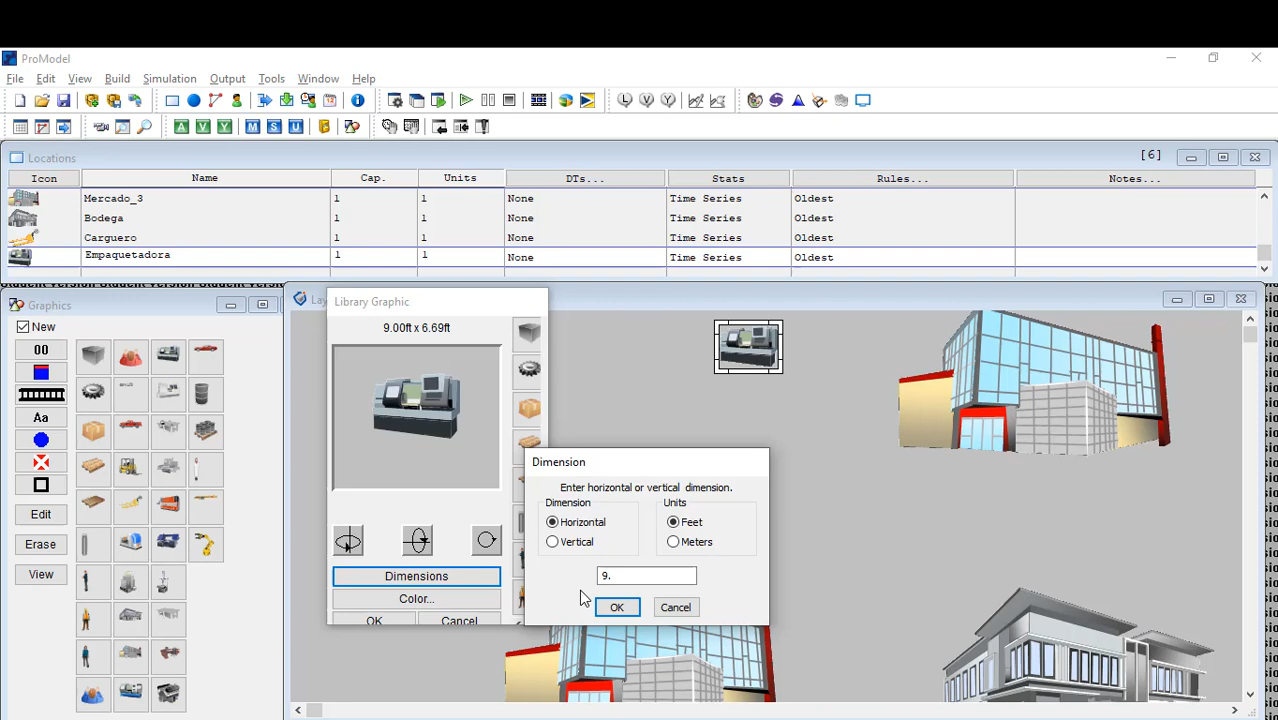 ProModel
File Edit View Build Simulation Output Tools Window Help
Locations [6]
Icon Name Cap. Units DTs... Stats Rules... Notes...
Mercado_3 1 1 None Time Series Oldest
Bodega 1 1 None Time Series Oldest
Carguero 1 1 None Time Series Oldest
Empaquetadora 1 1 None Time Series Oldest
Graphics
New
00
Aa
Edit
Erase
View
Library Graphic
9.00ft x 6.69ft
Dimensions
Color...
OK Cancel
Dimension
Enter horizontal or vertical dimension.
Dimension Units
Horizontal Feet
Vertical Meters
9.
OK Cancel